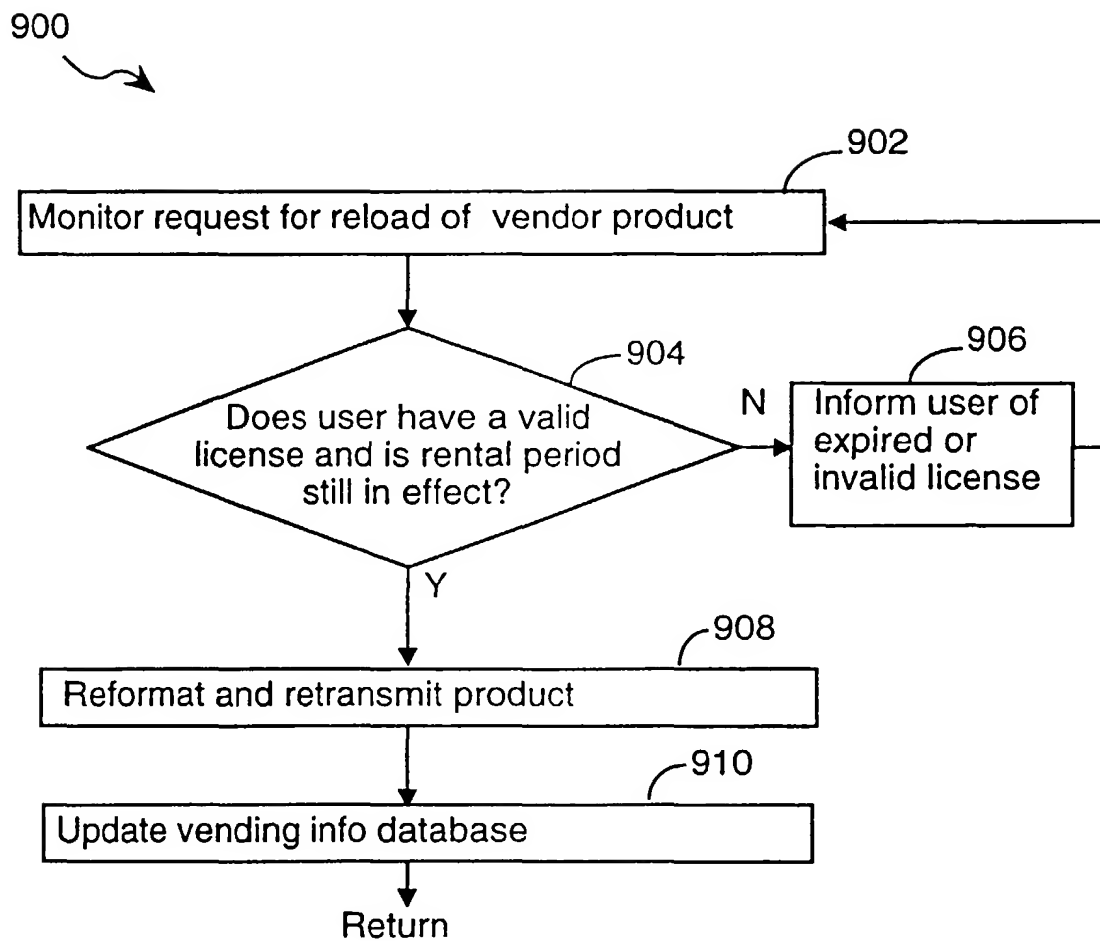 900
902
Monitor request for reload of vendor product
904
906
Does user have a valid
license and is rental period
still in effect?
N
Inform user of
expired or
invalid license
Y
908
Reformat and retransmit product
910
Update vending info database
Return